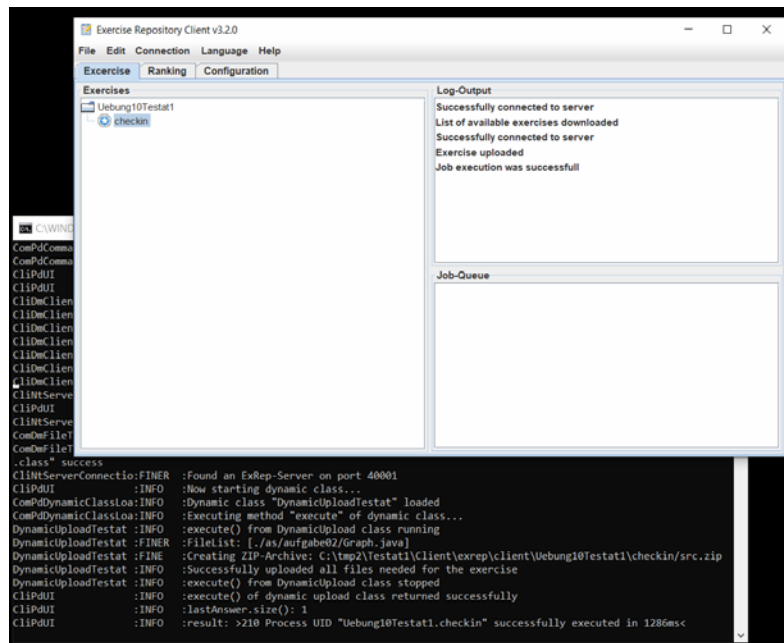 Exercise Repository Client v3.2.0
File Edit Connection Language Help
Excercise Ranking Configuration
Exercises
Uebung10Testat1
checkin
Log-Output
Successfully connected to server
List of available exercises downloaded
Successfully connected to server
Exercise uploaded
Job execution was successfull
Job-Queue
C:\WIND
ComPdComma
ComPdComma
CliPdUI
CliPdUI
CliDmClien
CliDmClien
CliDmClien
CliDmClien
CliDmClien
CliDmClien
CliDmClien
CliNtServe
CliPdUI
CliNtServe
ComDmFileT
ComDmFileT
.class" success
CliNtServerConnectio:FINER :Found an ExRep-Server on port 40001
CliPdUI :INFO :Now starting dynamic class...
ComPdDynamicClassLoa:INFO :Dynamic class "DynamicUploadTestat" loaded
ComPdDynamicClassLoa:INFO :Executing method "execute" of dynamic class...
DynamicUploadTestat :INFO :execute() from DynamicUpload class running
DynamicUploadTestat :FINER :FileList: [./as/aufgabe02/Graph.java]
DynamicUploadTestat :FINE :Creating ZIP-Archive: C:\tmp2\Testat1\Client\exrep\client\Uebung10Testat1\checkin/src.zip
DynamicUploadTestat :INFO :Successfully uploaded all files needed for the exercise
DynamicUploadTestat :INFO :execute() from DynamicUpload class stopped
CliPdUI :INFO :execute() of dynamic upload class returned successfully
CliPdUI :INFO :lastAnswer.size(): 1
CliPdUI :INFO :result: >210 Process UID "Uebung10Testat1.checkin" successfully executed in 1286ms<